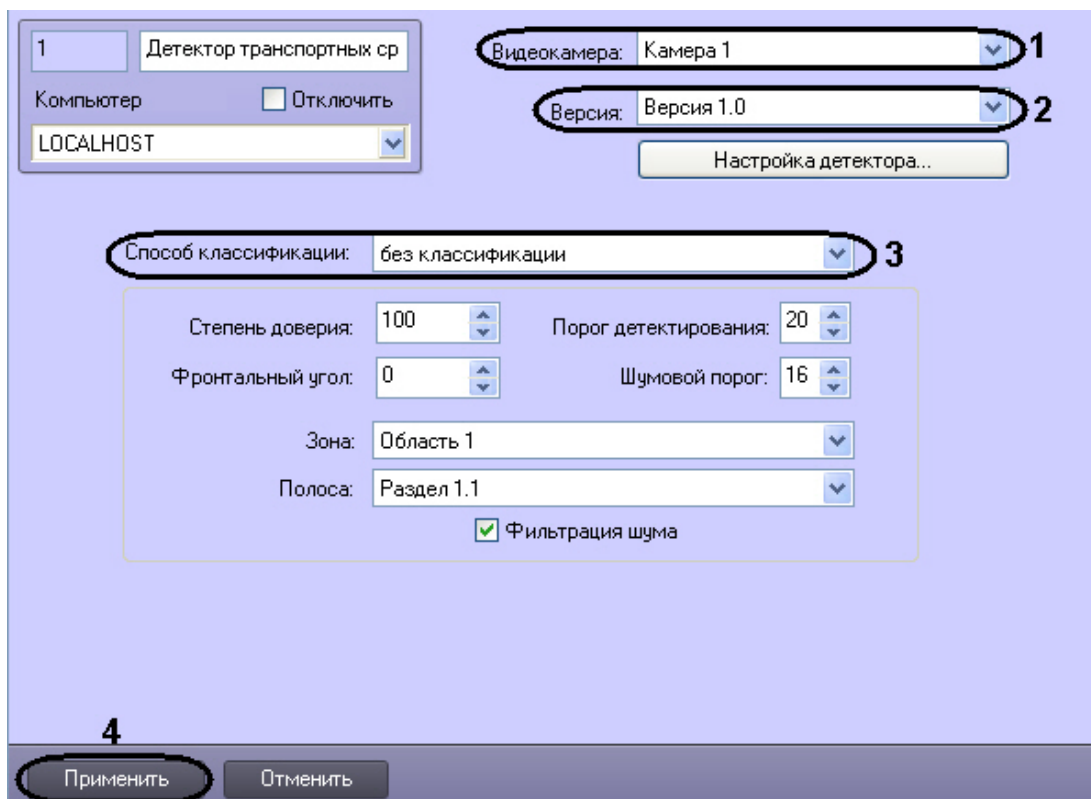 1 Детектор транспортных ср
Компьютер Отключить
LOCALHOST
Видеокамера: Камера 1 1
Версия: Версия 1.0 2
Настройка детектора...
Способ классификации: без классификации 3
Степень доверия: 100 Порог детектирования: 20
Фронтальный угол: 0 Шумовой порог: 16
Зона: Область 1
Полоса: Раздел 1.1
Фильтрация шума
4
Применить Отменить